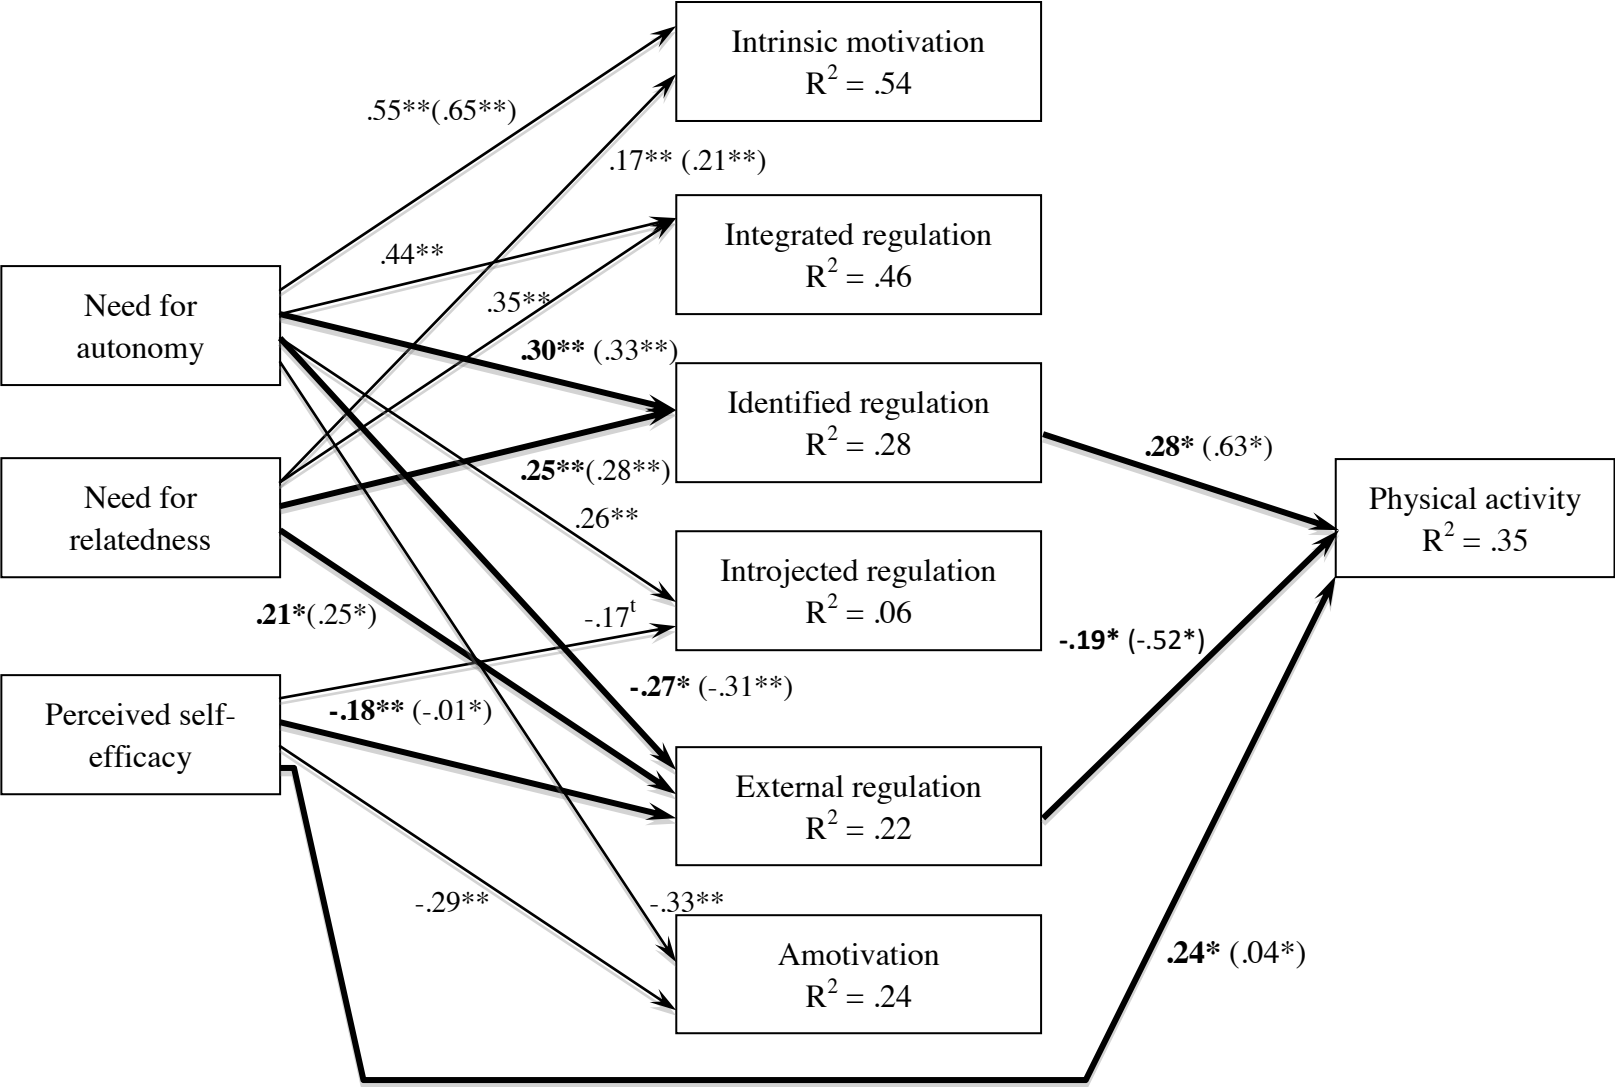 Intrinsic motivation
R² = .54
.55**(.65**)
.17** (.21**)
Integrated regulation
R² = .46
.44**
Need for
autonomy
.35**
.30** (.33**)
Identified regulation
R² = .28
.28* (.63*)
.25**(.28**)
Need for
relatedness
Physical activity
R² = .35
.26**
Introjected regulation
R² = .06
.21*(.25*)
-.17ᵗ
-.19* (-.52*)
-.27* (-.31**)
-.18** (-.01*)
Perceived self-
efficacy
External regulation
R² = .22
-.29**
-.33**
Amotivation
R² = .24
.24* (.04*)